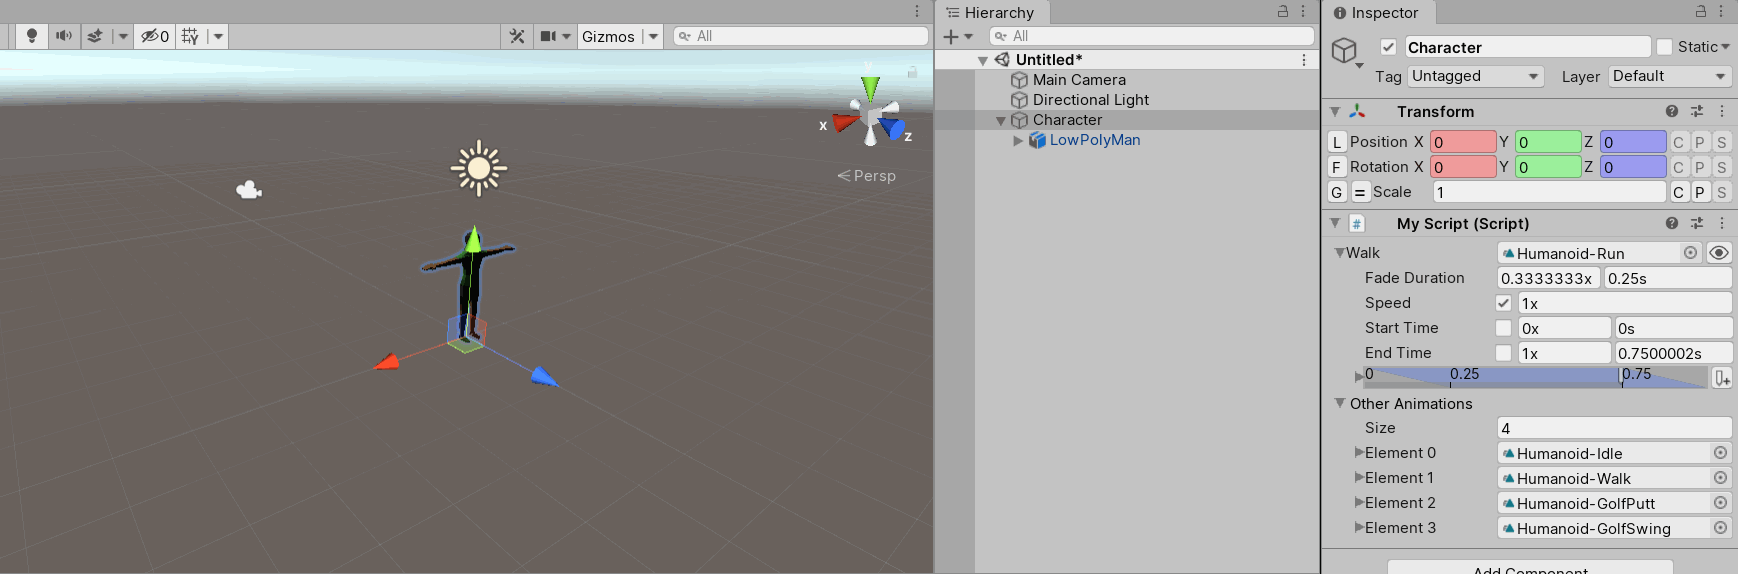 0
Gizmos
All
y
x
z
Persp
Hierarchy
All
Untitled*
Main Camera
Directional Light
Character
LowPolyMan
Inspector
Character
Static
Tag Untagged Layer Default
Transform
L Position X 0 Y 0 Z 0 C P S
F Rotation X 0 Y 0 Z 0 C P S
G = Scale 1 C P S
# My Script (Script)
Walk Humanoid-Run
Fade Duration 0.3333333x 0.25s
Speed 1x
Start Time 0x 0s
End Time 1x 0.7500002s
0 0.25 0.75
Other Animations
Size 4
Element 0 Humanoid-Idle
Element 1 Humanoid-Walk
Element 2 Humanoid-GolfPutt
Element 3 Humanoid-GolfSwing
Add Component